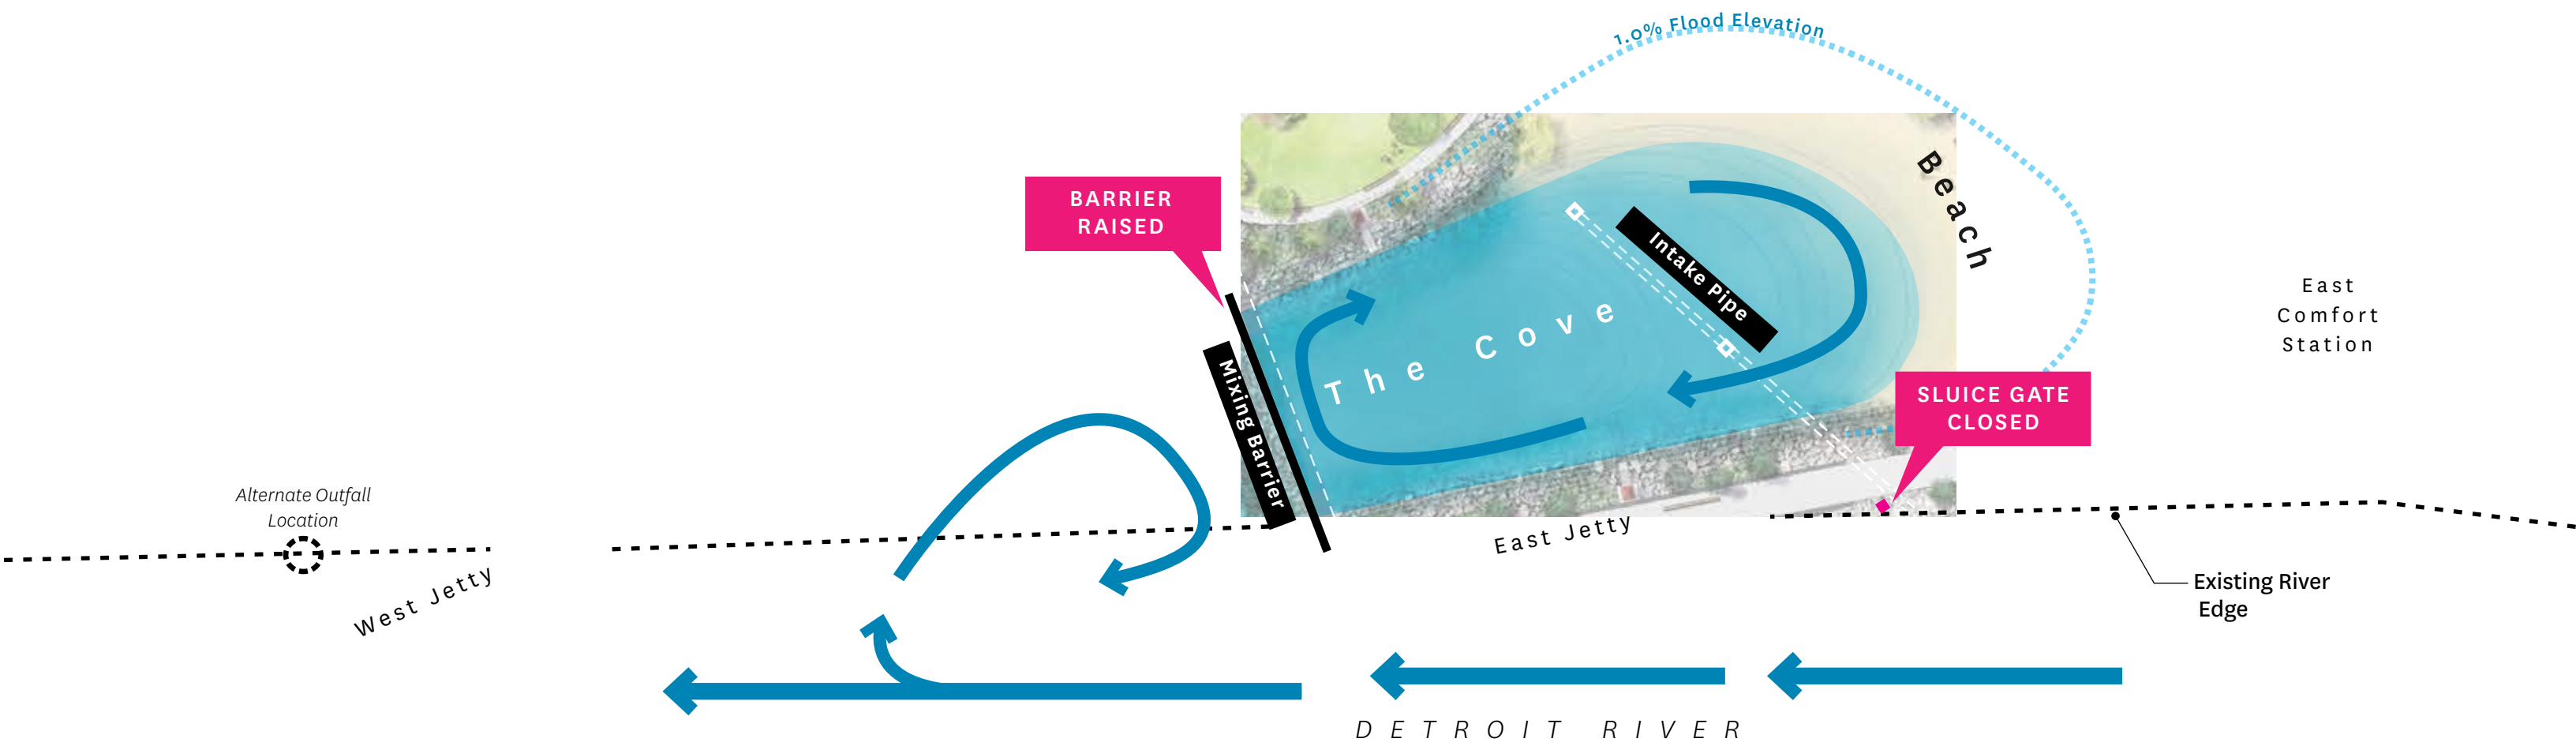 1.0% Flood Elevation
Beach
BARRIER
RAISED
Intake Pipe
The Cove
East
Comfort
Station
Mixing Barrier
SLUICE GATE
CLOSED
Alternate Outfall
Location
West Jetty
East Jetty
Existing River
Edge
DETROIT RIVER